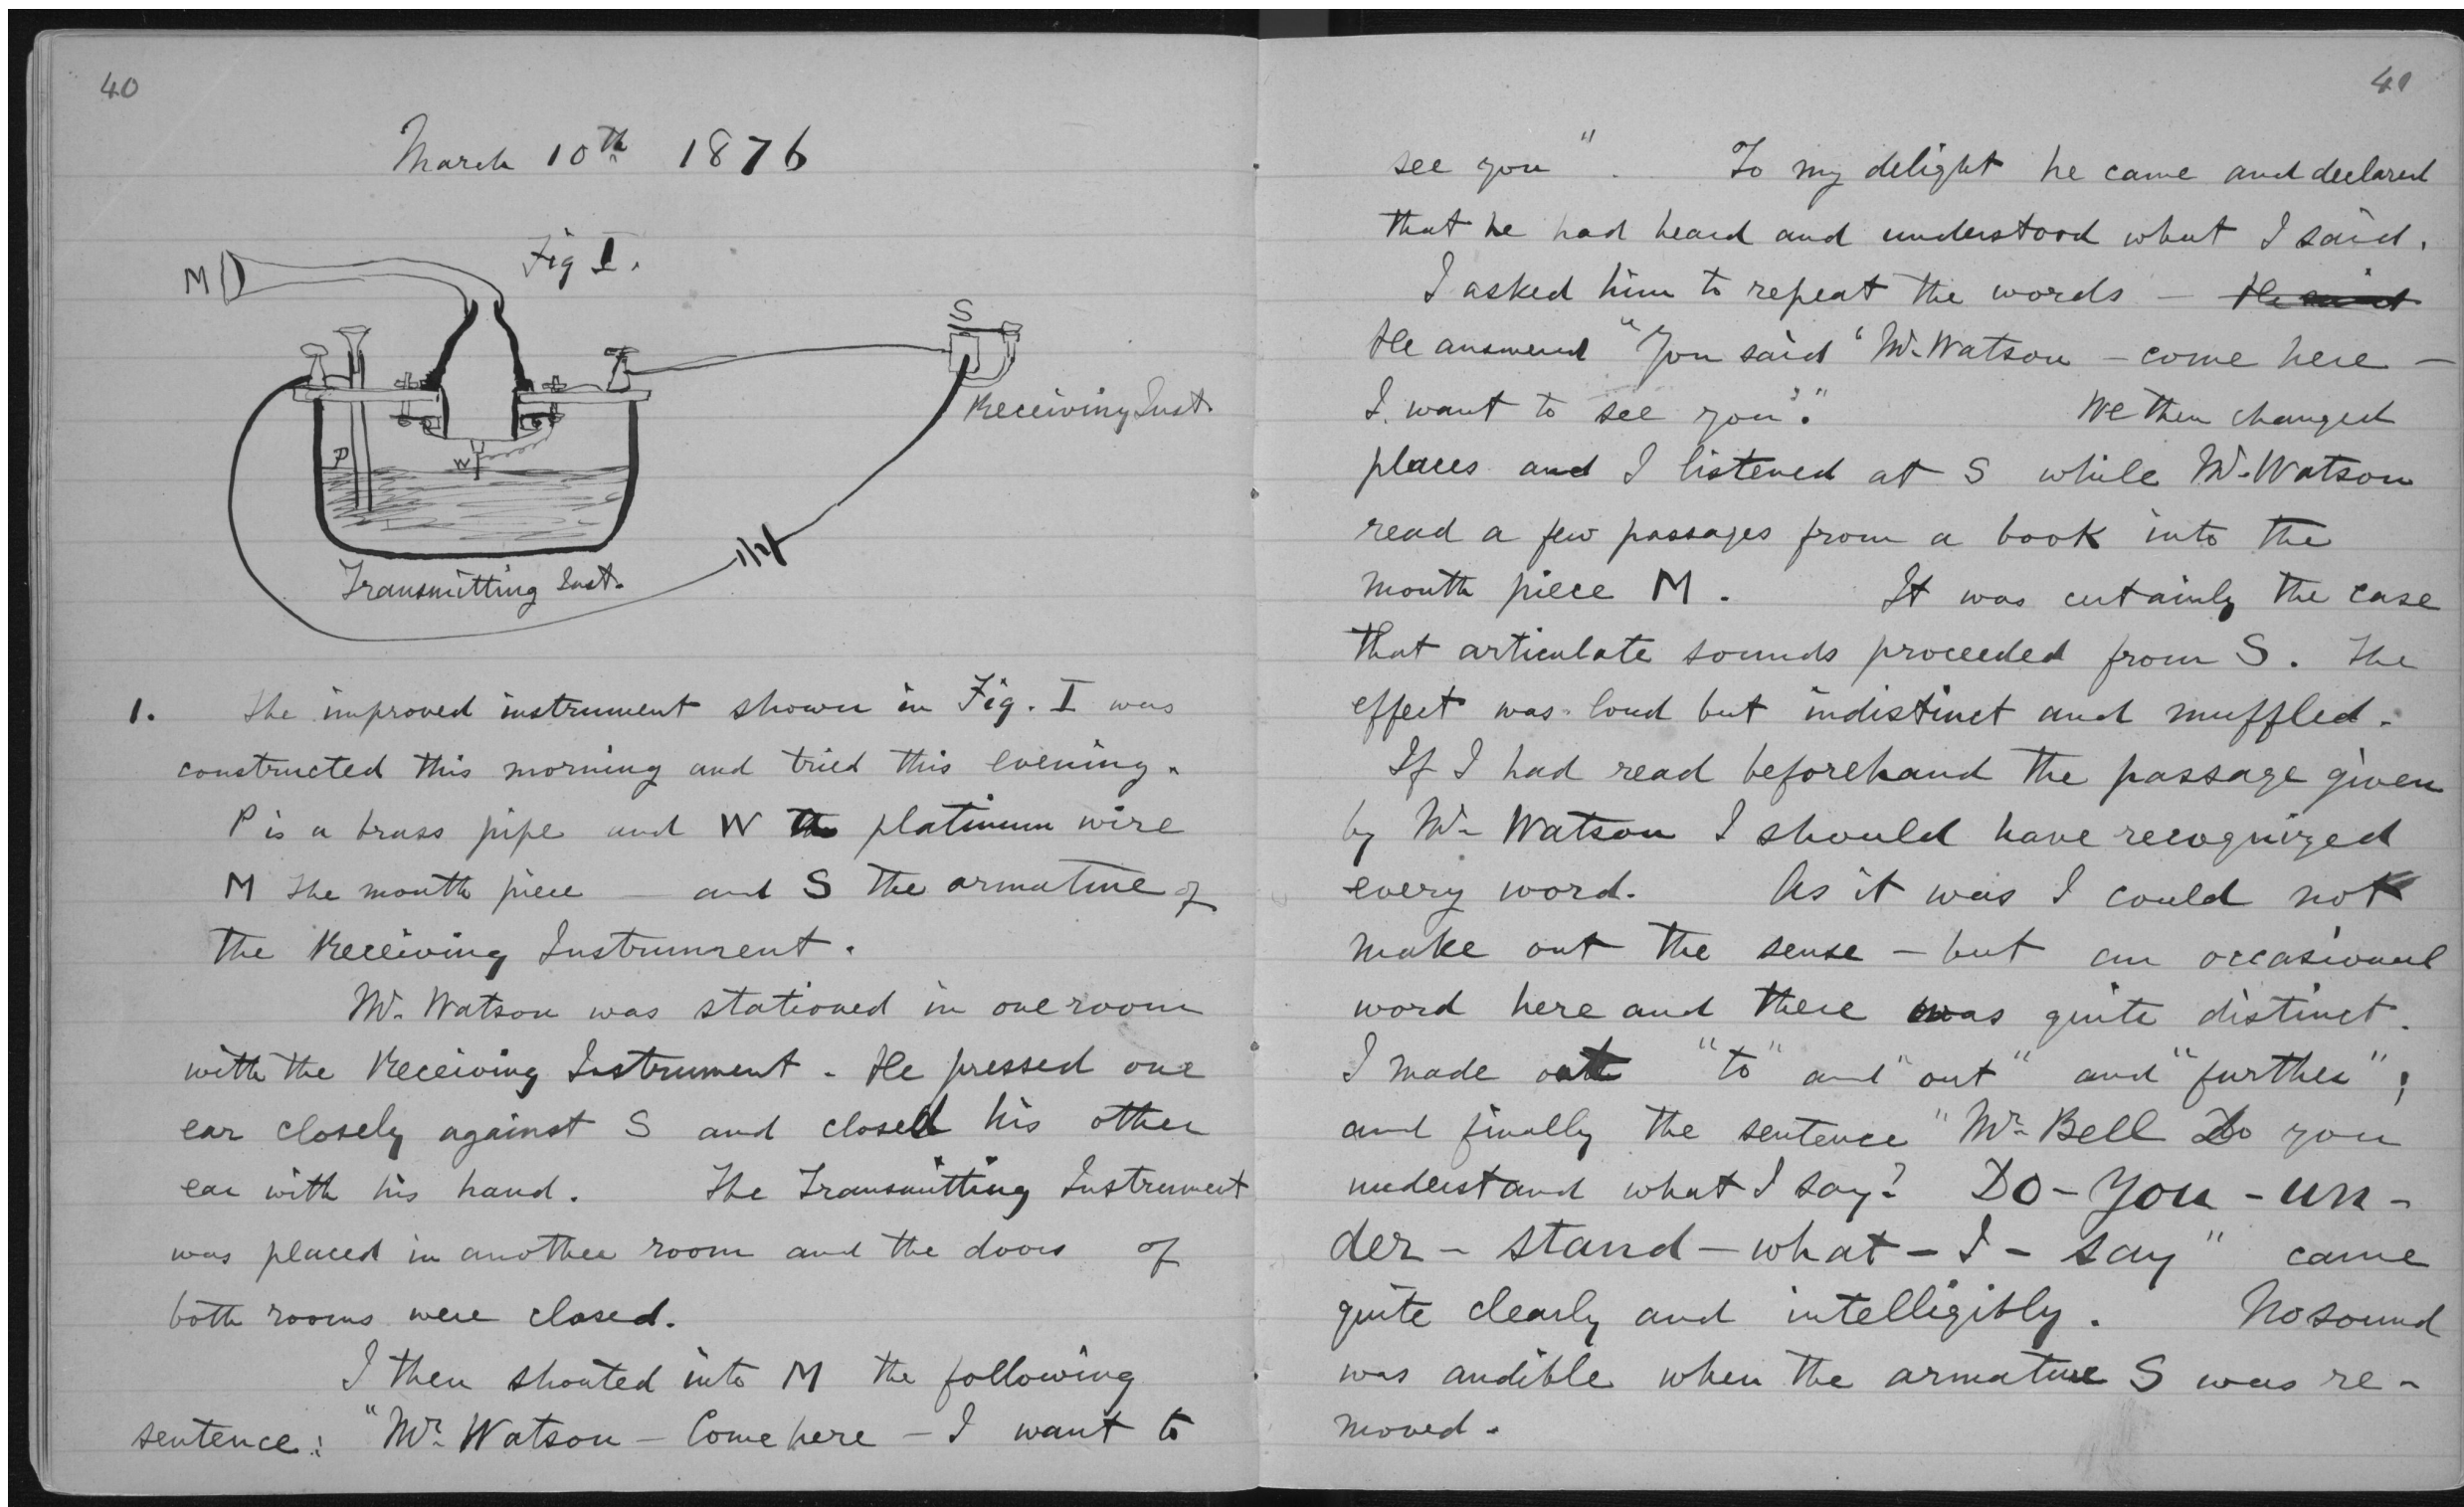 40
March 10th 1876
Fig I.
M
S
Receiving Inst.
P
W
Transmitting Inst.
1. The improved instrument shown in Fig. I was
constructed this morning and tried this evening.
P is a brass pipe and W the platinum wire
M the mouth piece — and S the armature of
the Receiving Instrument.
Mr. Watson was stationed in one room
with the Receiving Instrument. He pressed one
ear closely against S and closed his other
ear with his hand. The Transmitting Instrument
was placed in another room and the doors of
both rooms were closed.
I then shouted into M the following
sentence: "Mr. Watson — Come here — I want to
41
see you". To my delight he came and declared
that he had heard and understood what I said.
I asked him to repeat the words — He said
He answered "You said 'Mr. Watson — come here —
I want to see you'." We then changed
places and I listened at S while Mr. Watson
read a few passages from a book into the
mouth piece M. It was certainly the case
that articulate sounds proceeded from S. The
effect was loud but indistinct and muffled.
If I had read beforehand the passage given
by Mr. Watson I should have recognized
every word. As it was I could not
make out the sense — but an occasional
word here and there was quite distinct.
I made out "to" and "out" and "further";
and finally the sentence "Mr. Bell Do you
understand what I say? Do – you – un –
der – stand – what – I – say" came
quite clearly and intelligibly. No sound
was audible when the armature S was re-
moved.